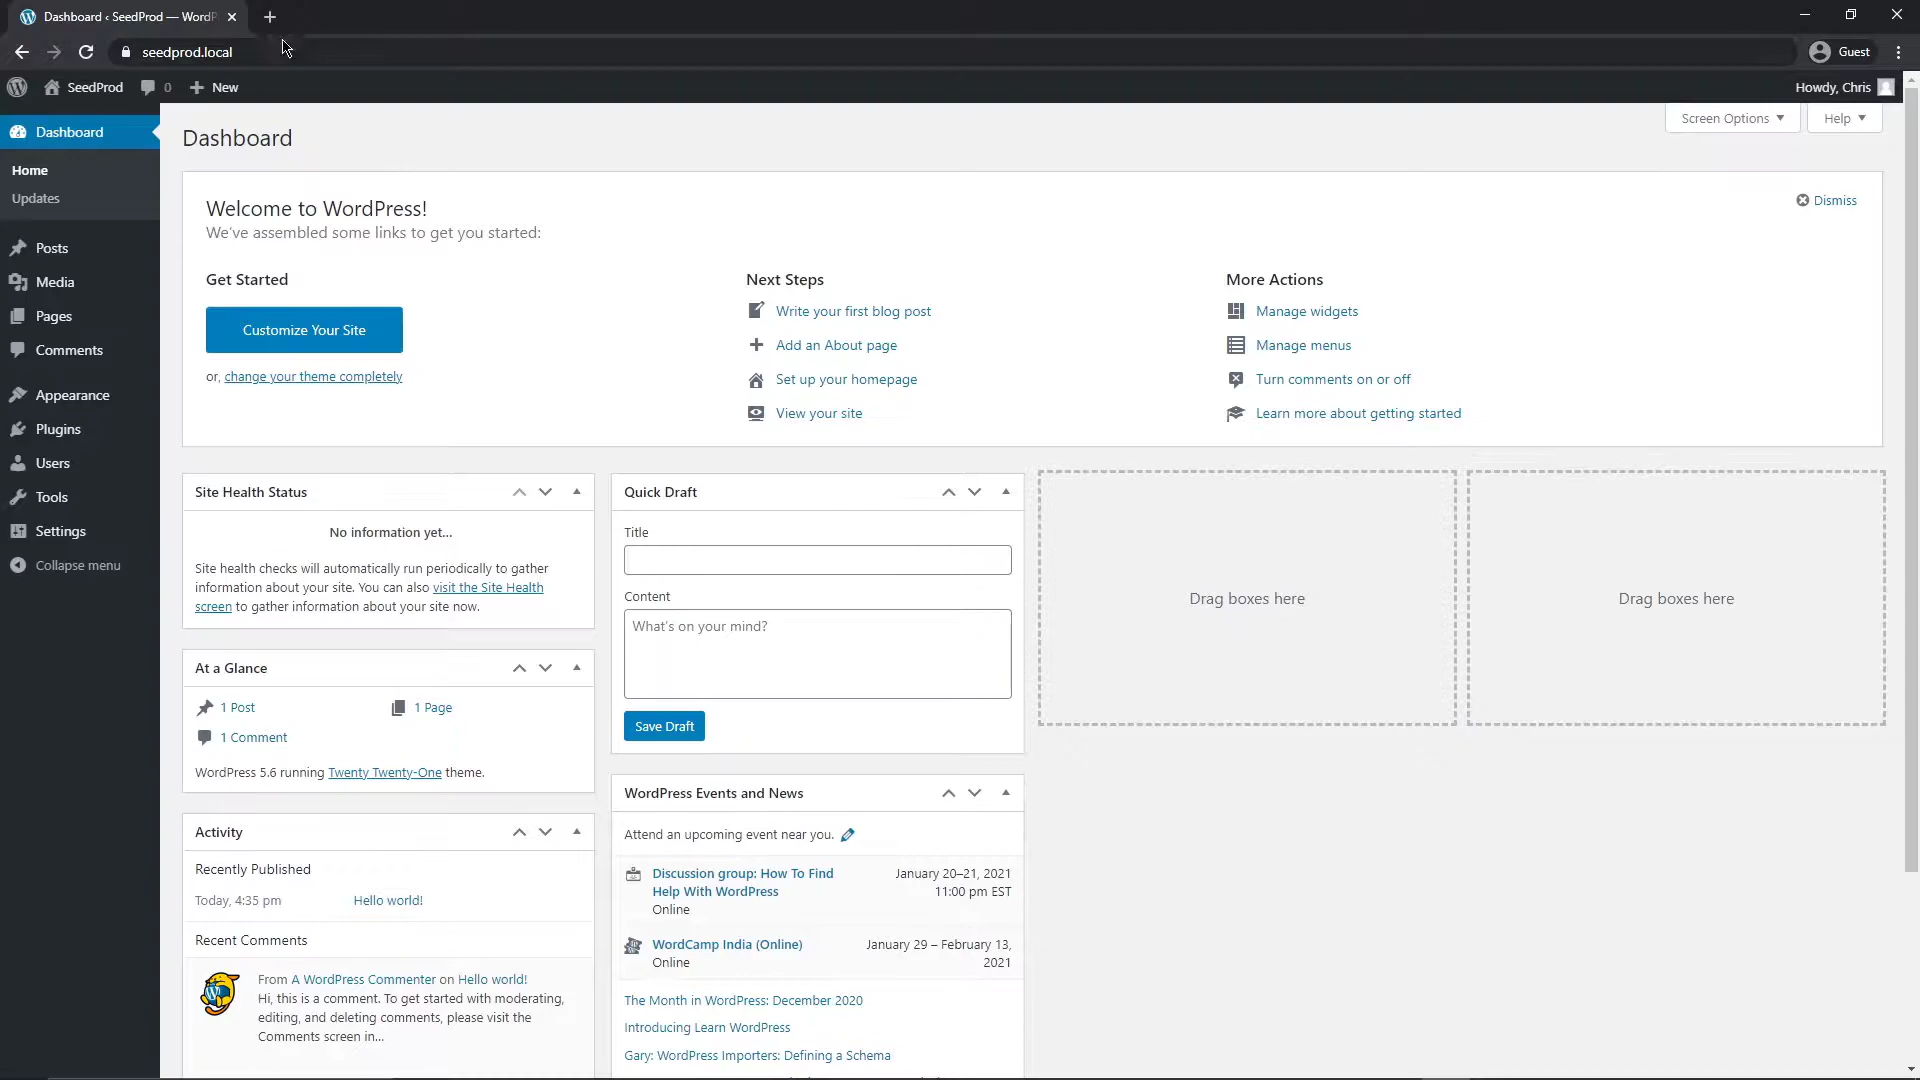 Dashboard ‹ SeedProd — WordP
seedprod.local
Guest
SeedProd
0
New
Howdy, Chris
Dashboard
Home
Updates
Posts
Media
Pages
Comments
Appearance
Plugins
Users
Tools
Settings
Collapse menu
Dashboard
Screen Options
Help
Welcome to WordPress!
We've assembled some links to get you started:
Dismiss
Get Started
Customize Your Site
or, change your theme completely
Next Steps
Write your first blog post
Add an About page
Set up your homepage
View your site
More Actions
Manage widgets
Manage menus
Turn comments on or off
Learn more about getting started
Site Health Status
No information yet...
Site health checks will automatically run periodically to gather
information about your site. You can also visit the Site Health
screen to gather information about your site now.
At a Glance
1 Post
1 Page
1 Comment
WordPress 5.6 running Twenty Twenty-One theme.
Activity
Recently Published
Today, 4:35 pm
Hello world!
Recent Comments
From A WordPress Commenter on Hello world!
Hi, this is a comment. To get started with moderating,
editing, and deleting comments, please visit the
Comments screen in...
Quick Draft
Title
Content
What's on your mind?
Save Draft
WordPress Events and News
Attend an upcoming event near you.
Discussion group: How To Find
Help With WordPress
Online
January 20–21, 2021
11:00 pm EST
WordCamp India (Online)
Online
January 29 – February 13,
2021
The Month in WordPress: December 2020
Introducing Learn WordPress
Gary: WordPress Importers: Defining a Schema
Drag boxes here
Drag boxes here